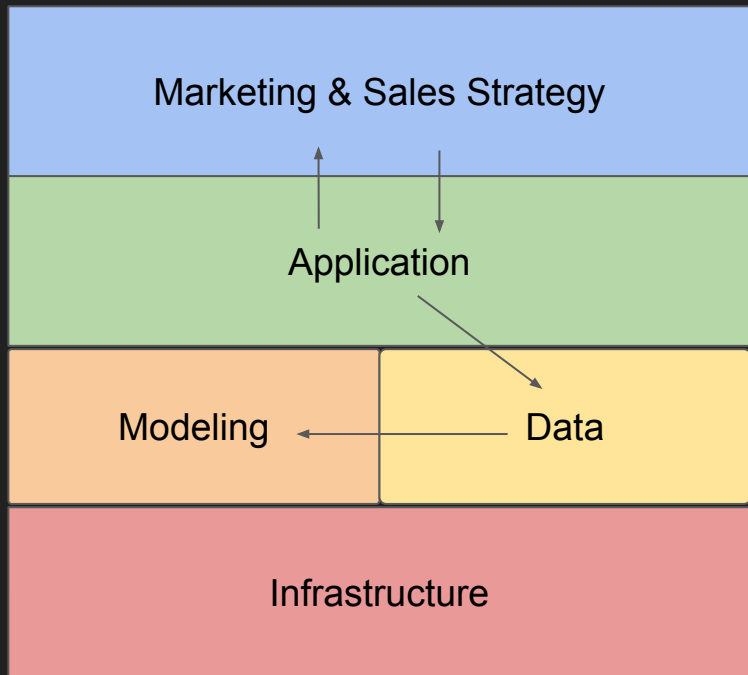 Marketing & Sales Strategy
Application
Modeling
Data
Infrastructure